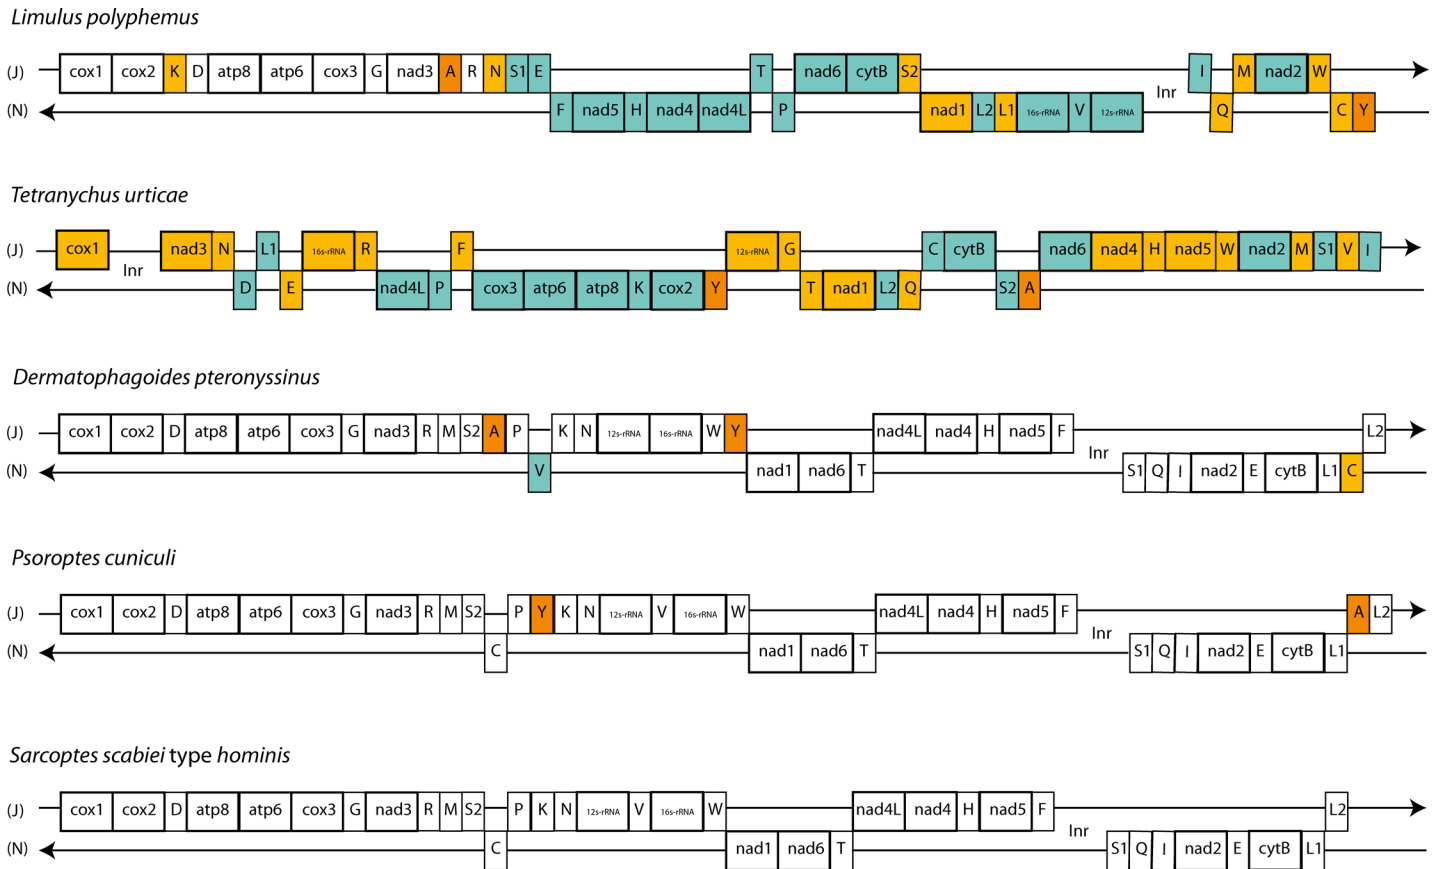 Limulus polyphemus
(J) cox1 cox2 K D atp8 atp6 cox3 G nad3 A R N S1 E T nad6 cytB S2 I M nad2 W
Inr
(N) F nad5 H nad4 nad4L P nad1 L2 L1 16s-rRNA V 12s-rRNA Q C Y
Tetranychus urticae
(J) cox1 nad3 N L1 16s-rRNA R F 12s-rRNA G C cytB nad6 nad4 H nad5 W nad2 M S1 V I
Inr
(N) D E nad4L P cox3 atp6 atp8 K cox2 Y T nad1 L2 Q S2 A
Dermatophagoides pteronyssinus
(J) cox1 cox2 D atp8 atp6 cox3 G nad3 R M S2 A P K N 12s-rRNA 16s-rRNA W Y nad4L nad4 H nad5 F L2
Inr
(N) V nad1 nad6 T S1 Q I nad2 E cytB L1 C
Psoroptes cuniculi
(J) cox1 cox2 D atp8 atp6 cox3 G nad3 R M S2 P Y K N 12s-rRNA V 16s-rRNA W nad4L nad4 H nad5 F A L2
Inr
(N) C nad1 nad6 T S1 Q I nad2 E cytB L1
Sarcoptes scabiei type hominis
(J) cox1 cox2 D atp8 atp6 cox3 G nad3 R M S2 P K N 12s-rRNA V 16s-rRNA W nad4L nad4 H nad5 F L2
Inr
(N) C nad1 nad6 T S1 Q I nad2 E cytB L1